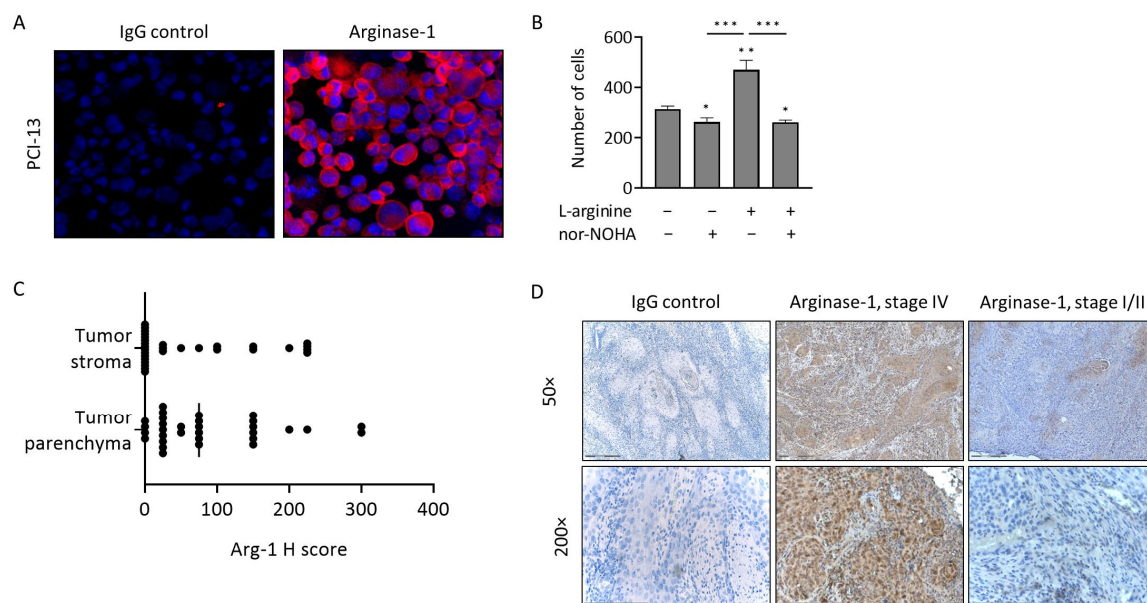 A
IgG control
Arginase-1
PCI-13
B
*** ***
**
* *
Number of cells
600
400
200
0
L-arginine – – + +
nor-NOHA – + – +
C
Tumor
stroma
Tumor
parenchyma
0 100 200 300 400
Arg-1 H score
D
IgG control
Arginase-1, stage IV
Arginase-1, stage I/II
50×
200×